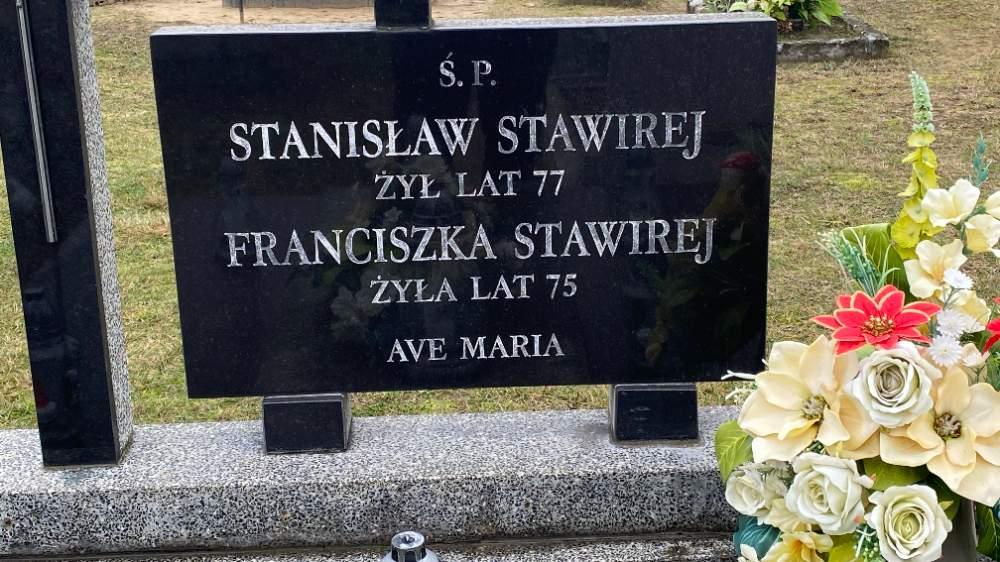 Ś. P.
STANISŁAW STAWIREJ
ŻYŁ LAT 77
FRANCISZKA STAWIREJ
ŻYŁA LAT 75
AVE MARIA